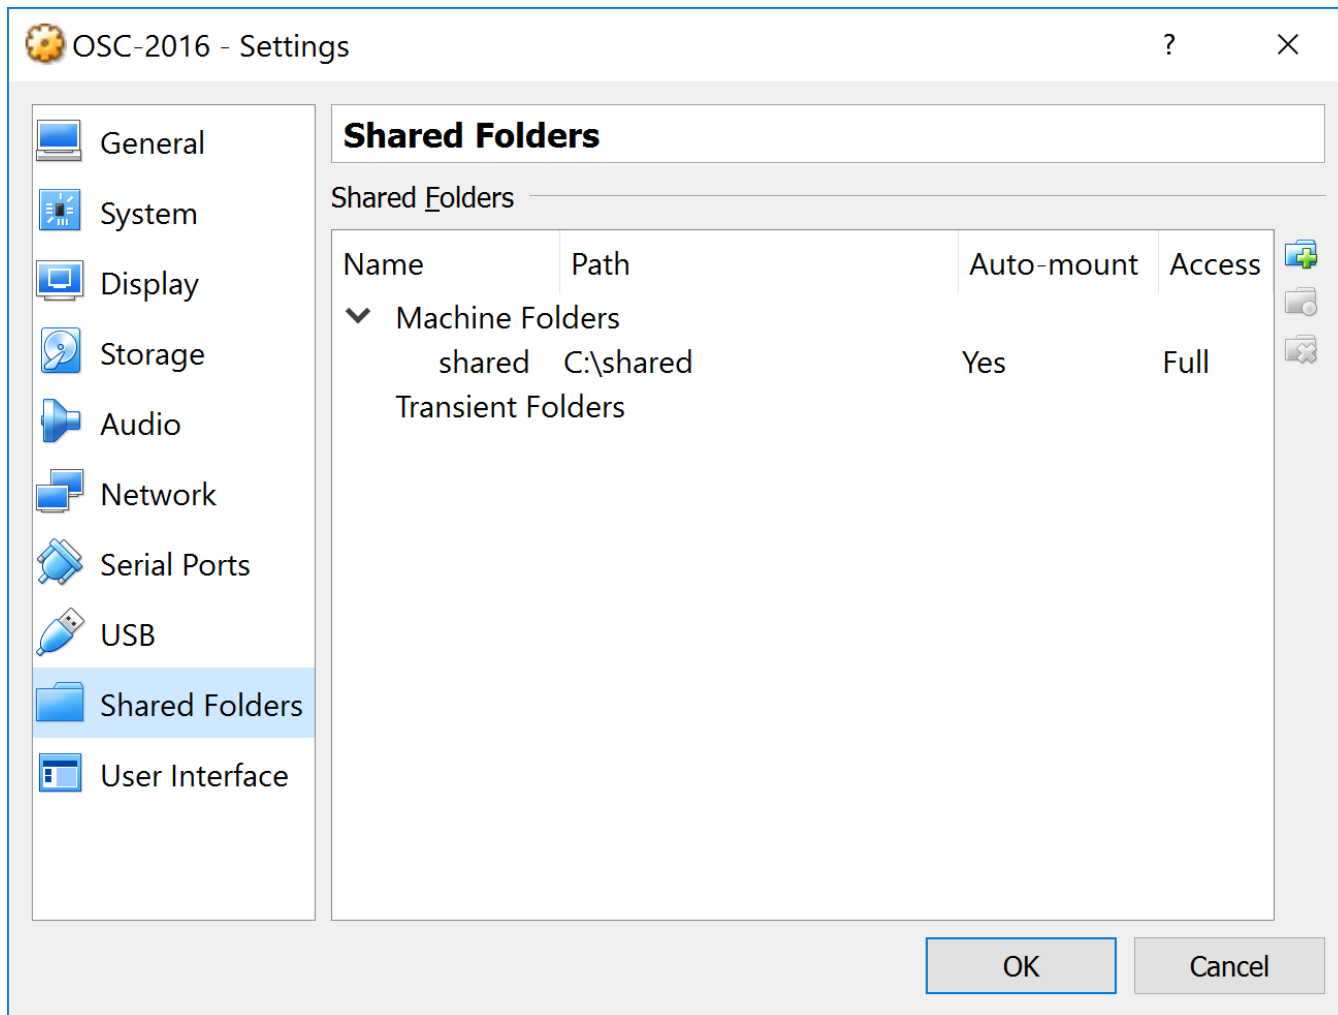 OSC-2016 - Settings ?
General
System
Display
Storage
Audio
Network
Serial Ports
USB
Shared Folders
User Interface
Shared Folders
Shared Folders
Name Path Auto-mount Access
Machine Folders
shared C:\shared Yes Full
Transient Folders
OK Cancel